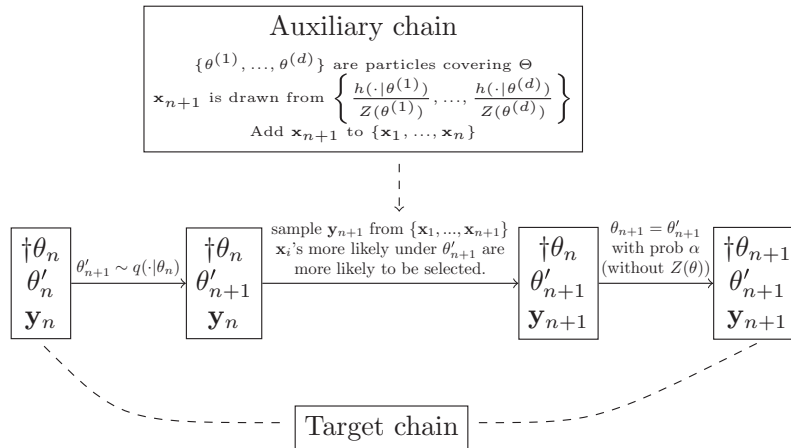 Auxiliary chain
{θ^(1), ..., θ^(d)} are particles covering Θ
x_{n+1} is drawn from { h(·|θ^(1)) / Z(θ^(1)), ..., h(·|θ^(d)) / Z(θ^(d)) }
Add x_{n+1} to {x_1, ..., x_n}
†θ_n
θ′_n
y_n
θ′_{n+1} ∼ q(·|θ_n)
†θ_n
θ′_{n+1}
y_n
sample y_{n+1} from {x_1, ..., x_{n+1}}
x_i's more likely under θ′_{n+1} are
more likely to be selected.
†θ_n
θ′_{n+1}
y_{n+1}
θ_{n+1} = θ′_{n+1}
with prob α
(without Z(θ))
†θ_{n+1}
θ′_{n+1}
y_{n+1}
Target chain